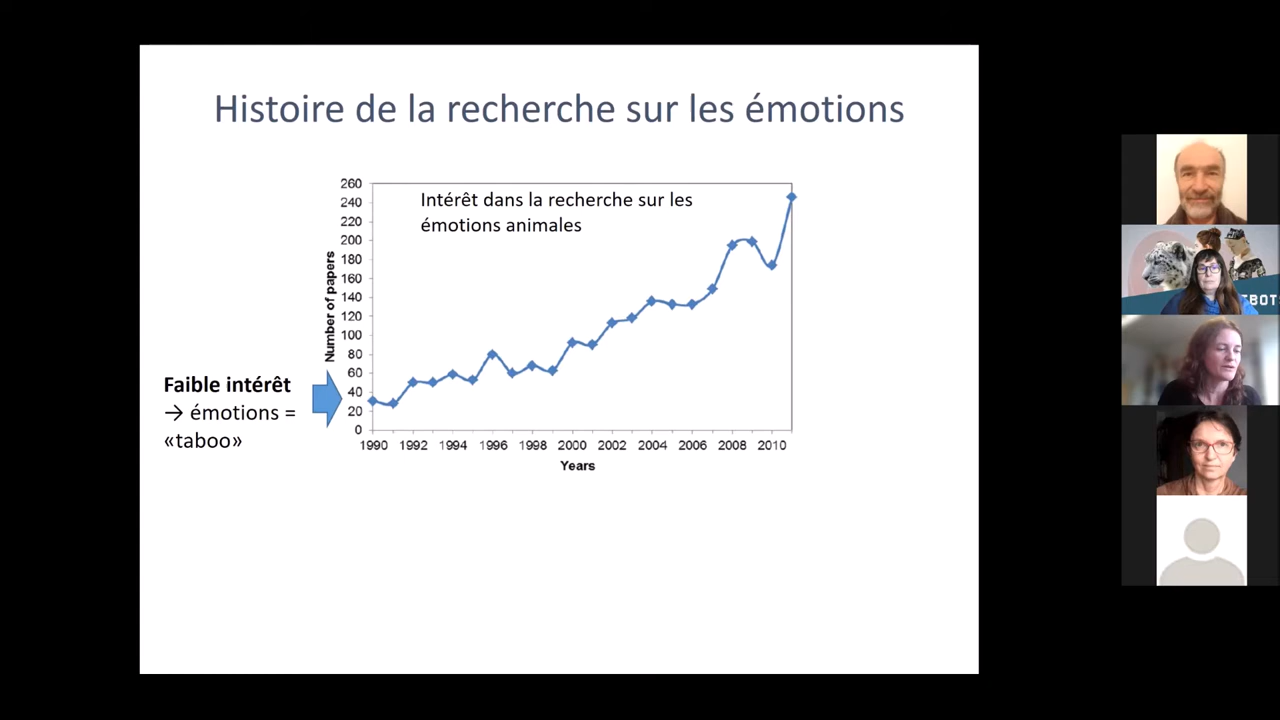 Histoire de la recherche sur les émotions
Intérêt dans la recherche sur les
émotions animales
260
240
220
200
180
160
140
120
100
80
60
40
20
0
Number of papers
1990 1992 1994 1996 1998 2000 2002 2004 2006 2008 2010
Years
Faible intérêt
→ émotions =
«taboo»